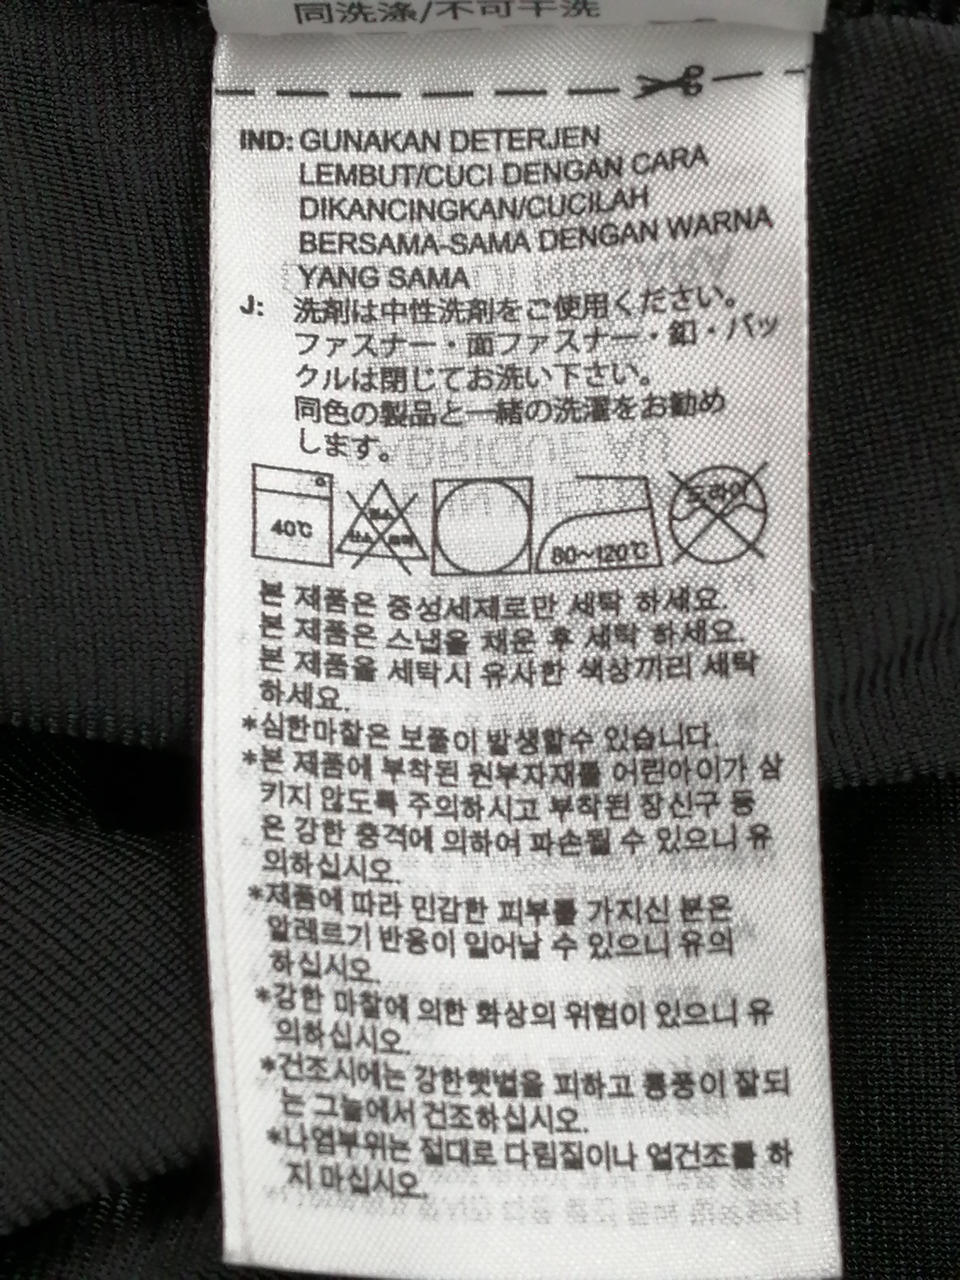 同洗涤/不可干洗
IND: GUNAKAN DETERJEN
LEMBUT/CUCI DENGAN CARA
DIKANCINGKAN/CUCILAH
BERSAMA-SAMA DENGAN WARNA
YANG SAMA
J: 洗剤は中性洗剤をご使用ください。
ファスナー・面ファスナー・釦・バッ
クルは閉じてお洗い下さい。
同色の製品と一緒の洗濯をお勧め
します。
40℃ 80~120℃ 드라이
본 제품은 중성세제로만 세탁 하세요.
본 제품은 스냅을 채운 후 세탁 하세요.
본 제품을 세탁시 유사한 색상끼리 세탁
하세요.
*심한마찰은 보풀이 발생할수 있습니다.
*본 제품에 부착된 원부자재를 어린아이가 삼
키지 않도록 주의하시고 부착된 장신구 등
은 강한 충격에 의하여 파손될 수 있으니 유
의하십시오.
*제품에 따라 민감한 피부를 가지신 분은
알레르기 반응이 일어날 수 있으니 유의
하십시오.
*강한 마찰에 의한 화상의 위험이 있으니 유
의하십시오.
*건조시에는 강한햇볕을 피하고 통풍이 잘되
는 그늘에서 건조하십시오.
*나염부위는 절대로 다림질이나 열건조를 하
지 마십시오.